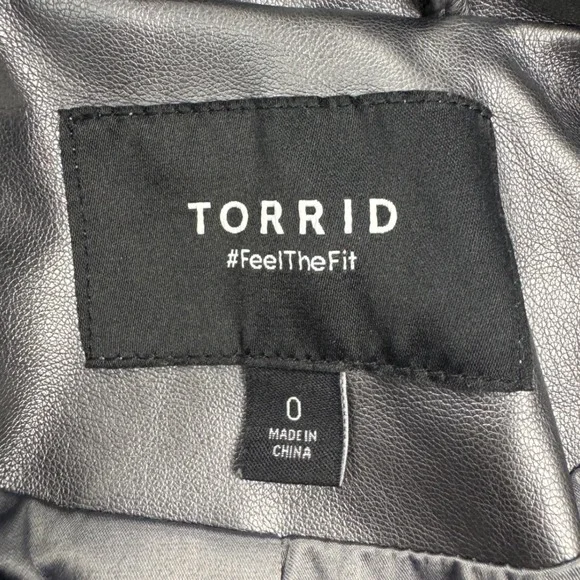 TORRID
#FeelTheFit
0
MADE IN
CHINA